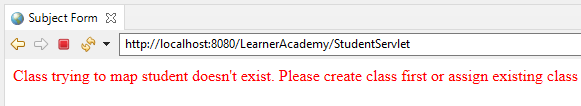 Subject Form
http://localhost:8080/LearnerAcademy/StudentServlet
Class trying to map student doesn't exist. Please create class first or assign existing class